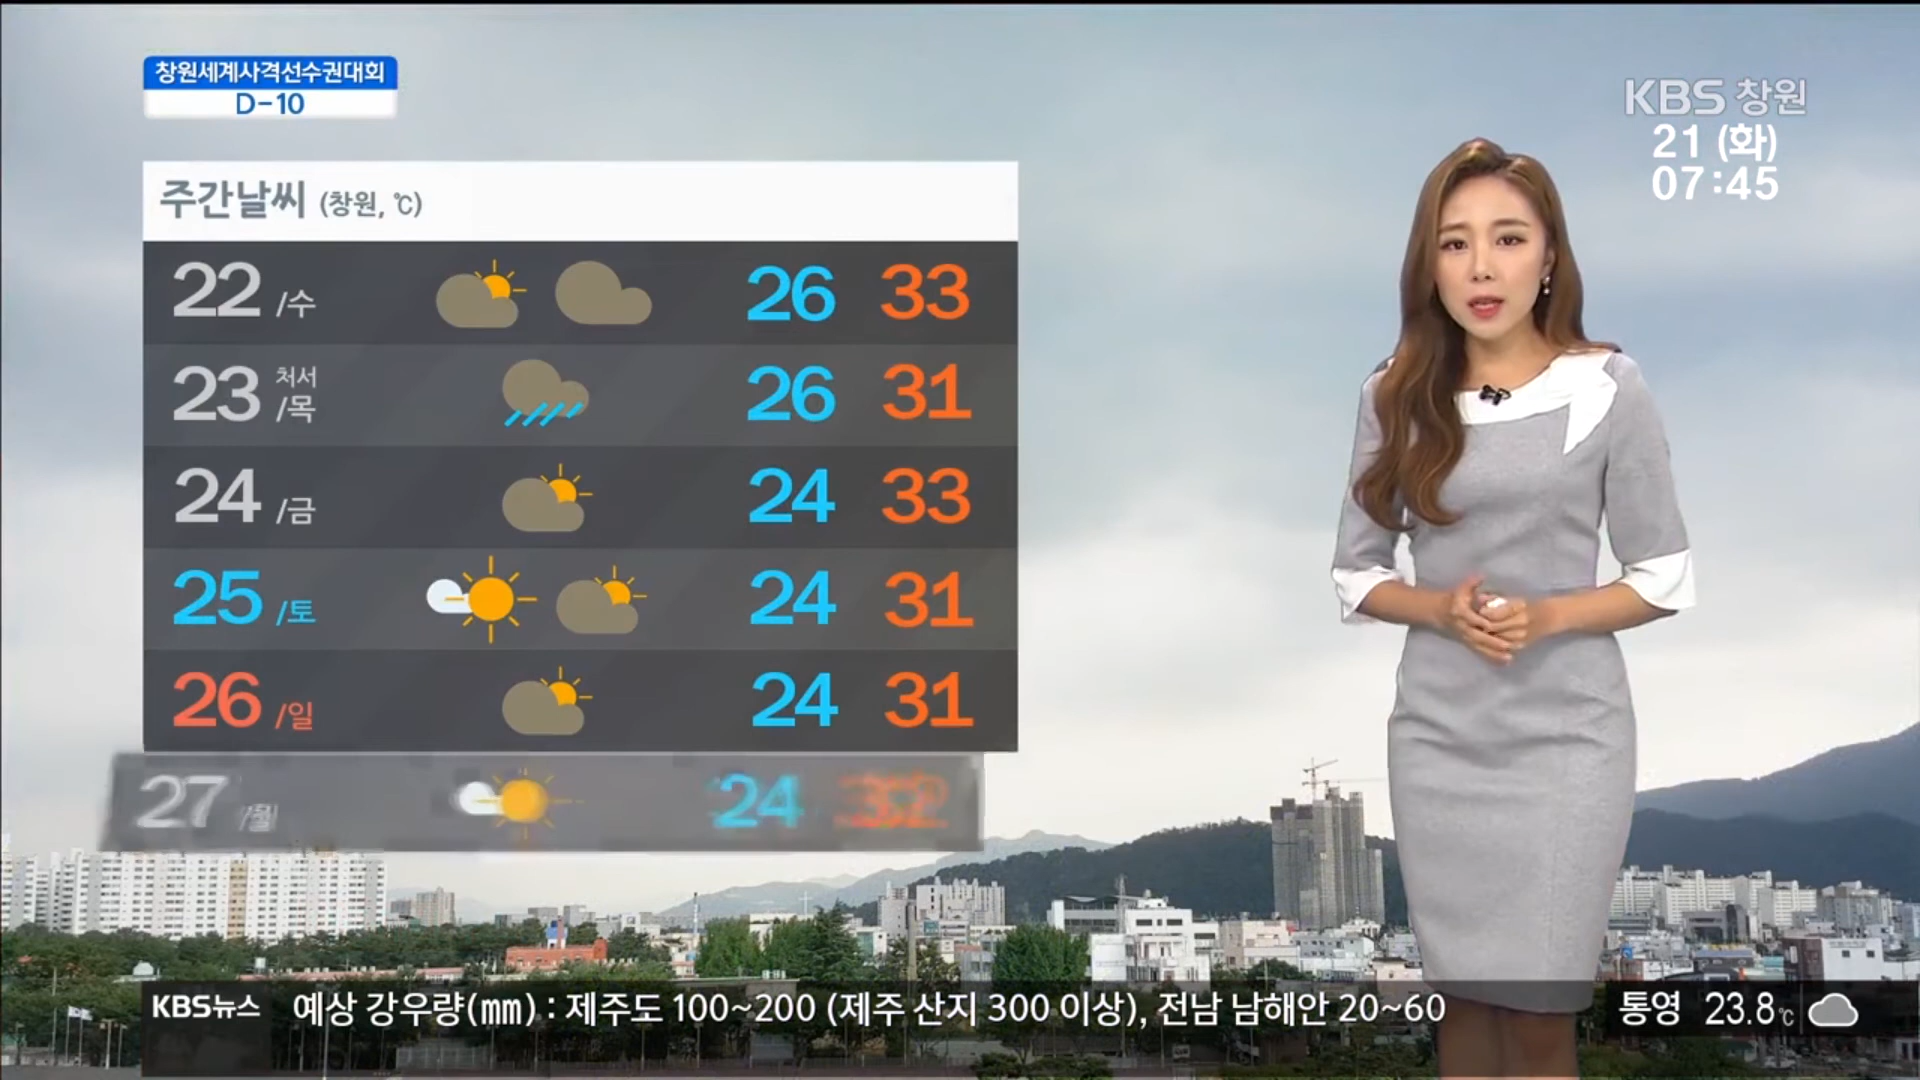 창원세계사격선수권대회
D-10
KBS 창원
21 (화)
07:45
주간날씨 (창원, ℃)
22 /수 26 33
23 처서 /목 26 31
24 /금 24 33
25 /토 24 31
26 /일 24 31
27 /월 24 32
KBS뉴스 예상 강우량(㎜) : 제주도 100~200 (제주 산지 300 이상), 전남 남해안 20~60
통영 23.8℃